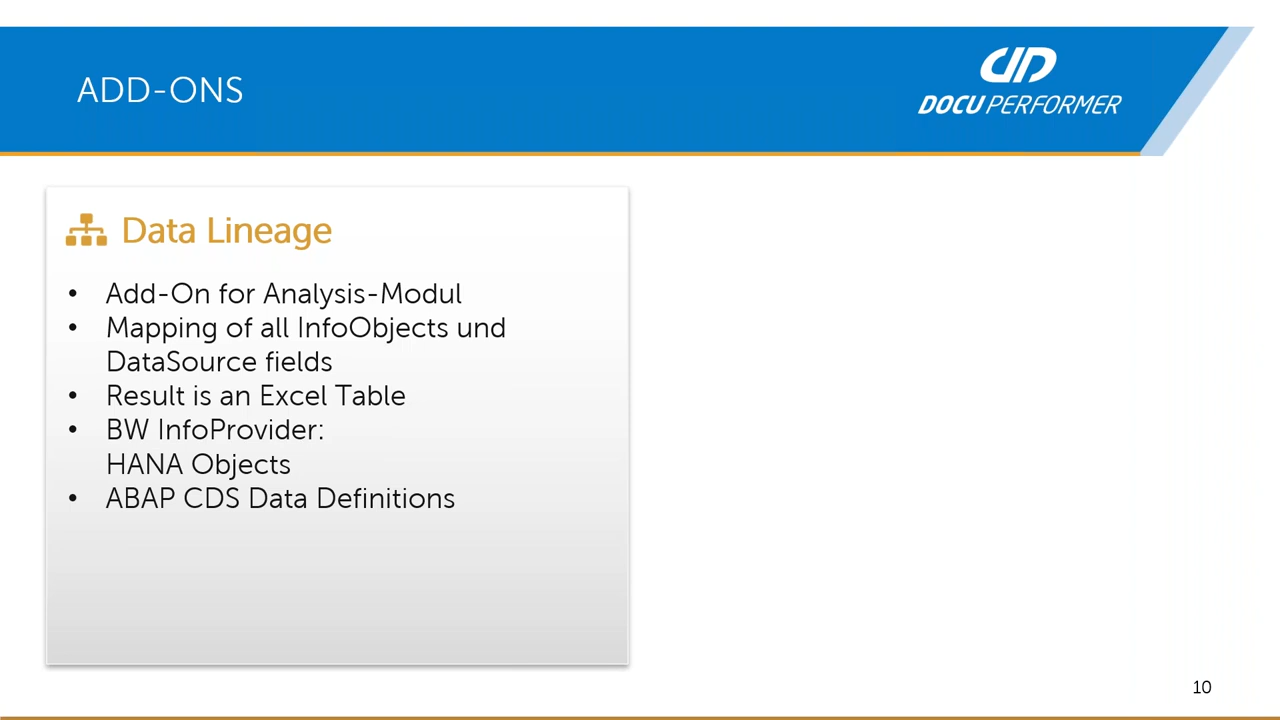 ADD-ONS
DOCU PERFORMER
Data Lineage
• Add-On for Analysis-Modul
• Mapping of all InfoObjects und
DataSource fields
• Result is an Excel Table
• BW InfoProvider:
HANA Objects
• ABAP CDS Data Definitions
10